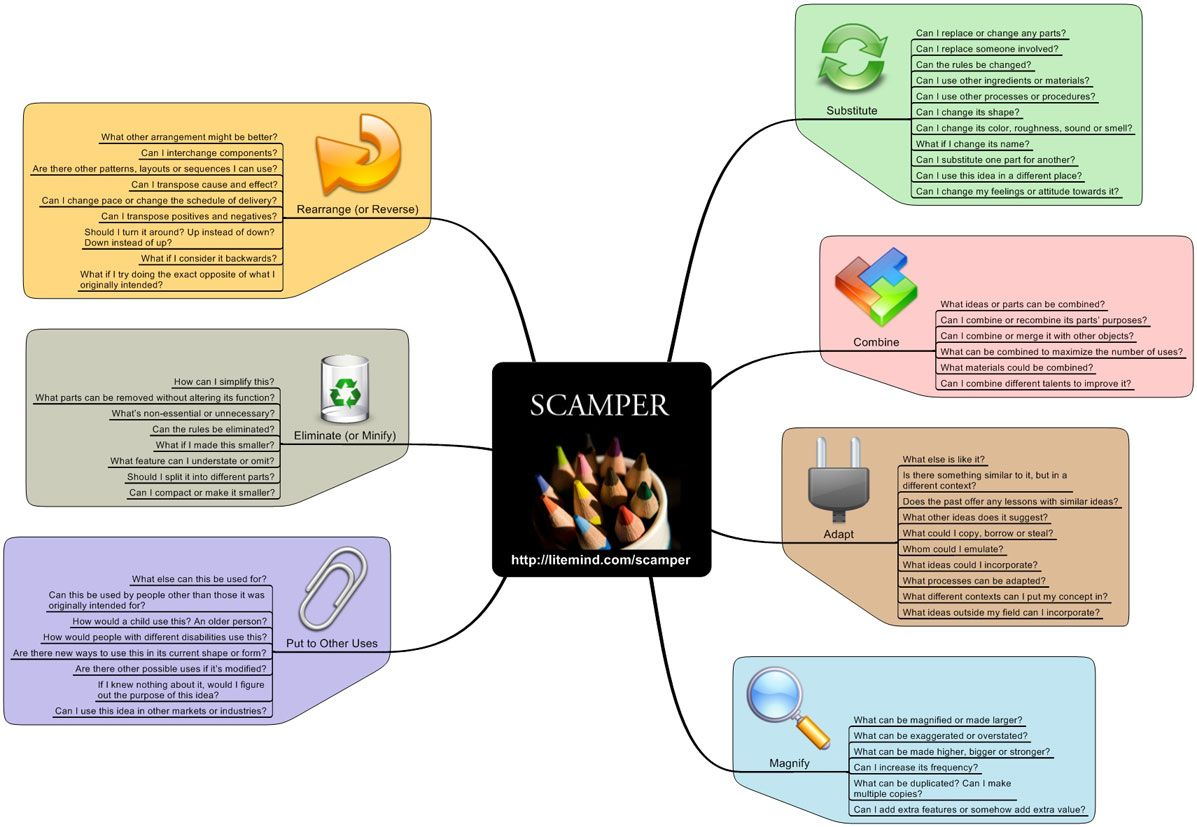 SCAMPER
http://litemind.com/scamper
Substitute
Can I replace or change any parts?
Can I replace someone involved?
Can the rules be changed?
Can I use other ingredients or materials?
Can I use other processes or procedures?
Can I change its shape?
Can I change its color, roughness, sound or smell?
What if I change its name?
Can I substitute one part for another?
Can I use this idea in a different place?
Can I change my feelings or attitude towards it?
Combine
What ideas or parts can be combined?
Can I combine or recombine its parts' purposes?
Can I combine or merge it with other objects?
What can be combined to maximize the number of uses?
What materials could be combined?
Can I combine different talents to improve it?
Adapt
What else is like it?
Is there something similar to it, but in a
different context?
Does the past offer any lessons with similar ideas?
What other ideas does it suggest?
What could I copy, borrow or steal?
Whom could I emulate?
What ideas could I incorporate?
What processes can be adapted?
What different contexts can I put my concept in?
What ideas outside my field can I incorporate?
Magnify
What can be magnified or made larger?
What can be exaggerated or overstated?
What can be made higher, bigger or stronger?
Can I increase its frequency?
What can be duplicated? Can I make
multiple copies?
Can I add extra features or somehow add extra value?
Put to Other Uses
What else can this be used for?
Can this be used by people other than those it was
originally intended for?
How would a child use this? An older person?
How would people with different disabilities use this?
Are there new ways to use this in its current shape or form?
Are there other possible uses if it's modified?
If I knew nothing about it, would I figure
out the purpose of this idea?
Can I use this idea in other markets or industries?
Eliminate (or Minify)
How can I simplify this?
What parts can be removed without altering its function?
What's non-essential or unnecessary?
Can the rules be eliminated?
What if I made this smaller?
What feature can I understate or omit?
Should I split it into different parts?
Can I compact or make it smaller?
Rearrange (or Reverse)
What other arrangement might be better?
Can I interchange components?
Are there other patterns, layouts or sequences I can use?
Can I transpose cause and effect?
Can I change pace or change the schedule of delivery?
Can I transpose positives and negatives?
Should I turn it around? Up instead of down?
Down instead of up?
What if I consider it backwards?
What if I try doing the exact opposite of what I
originally intended?